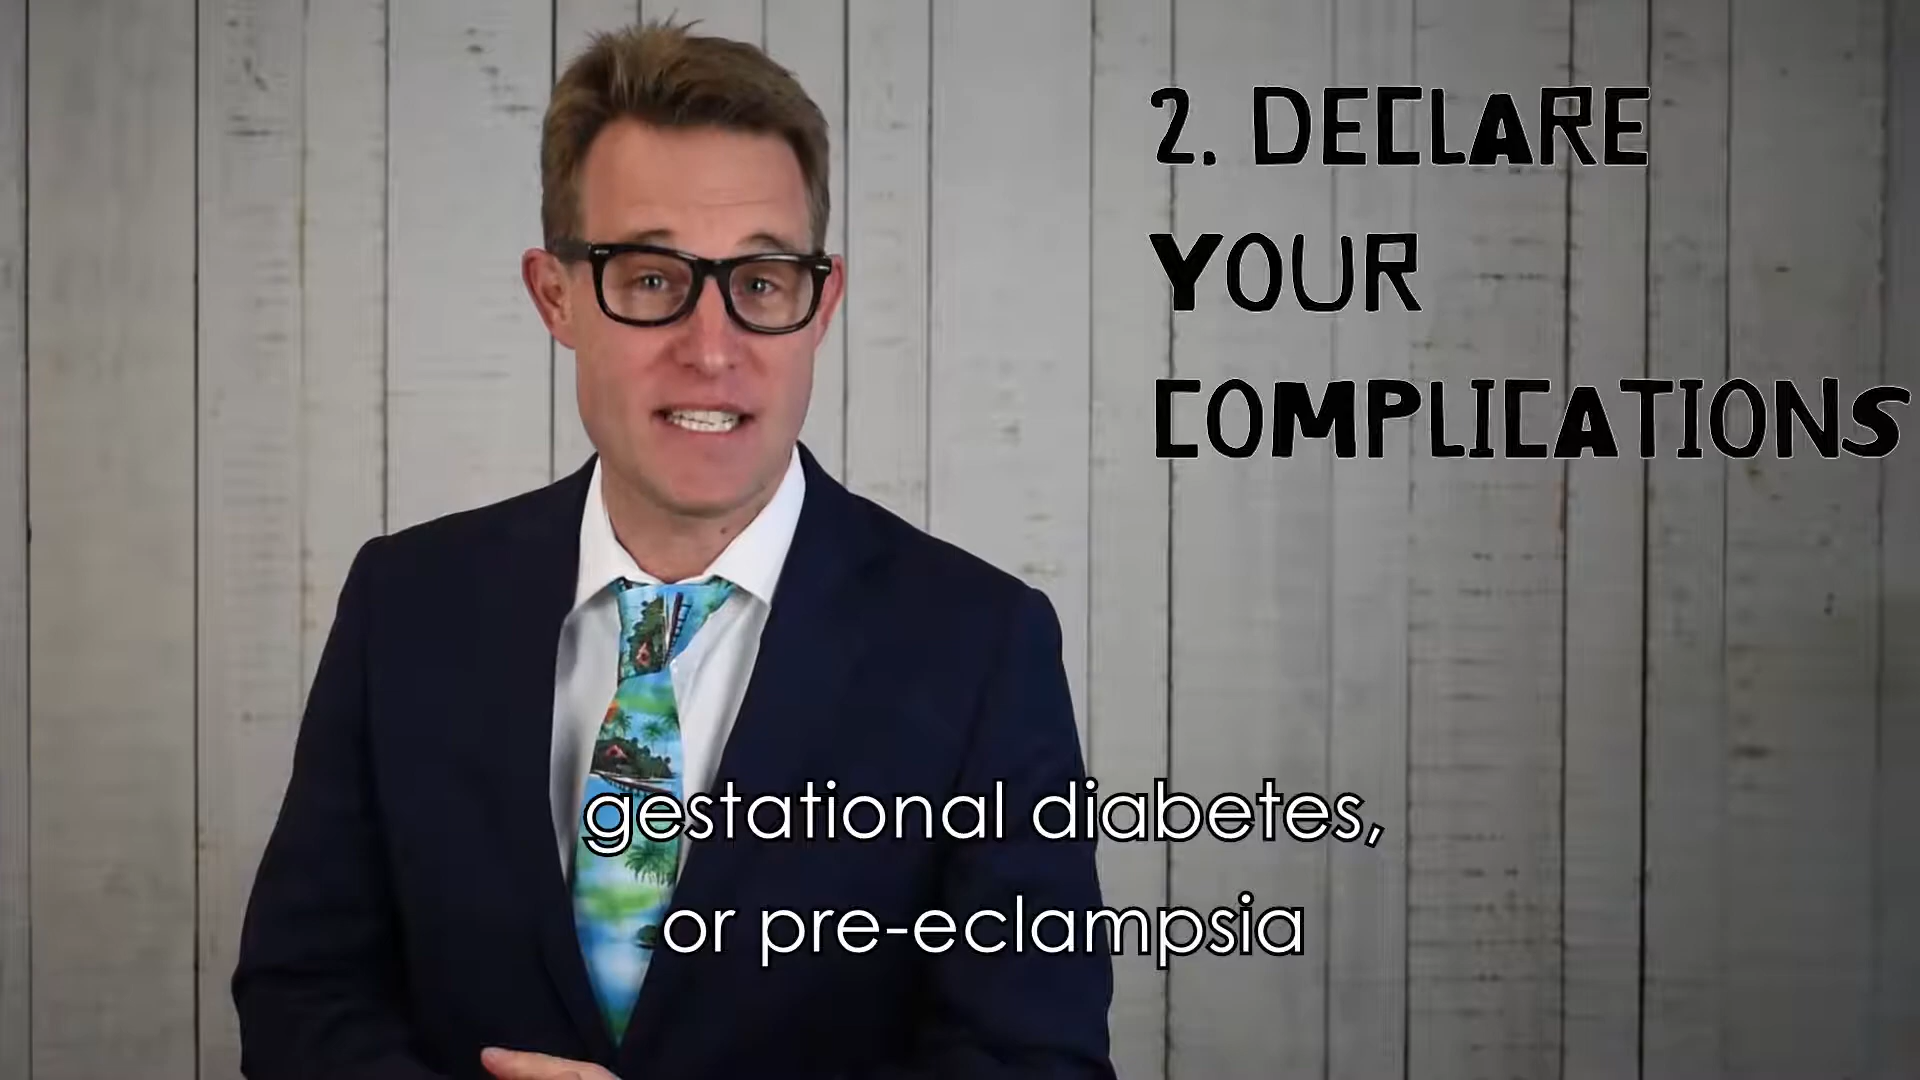 2. DECLARE
YOUR
COMPLICATIONS
gestational diabetes,
or pre-eclampsia